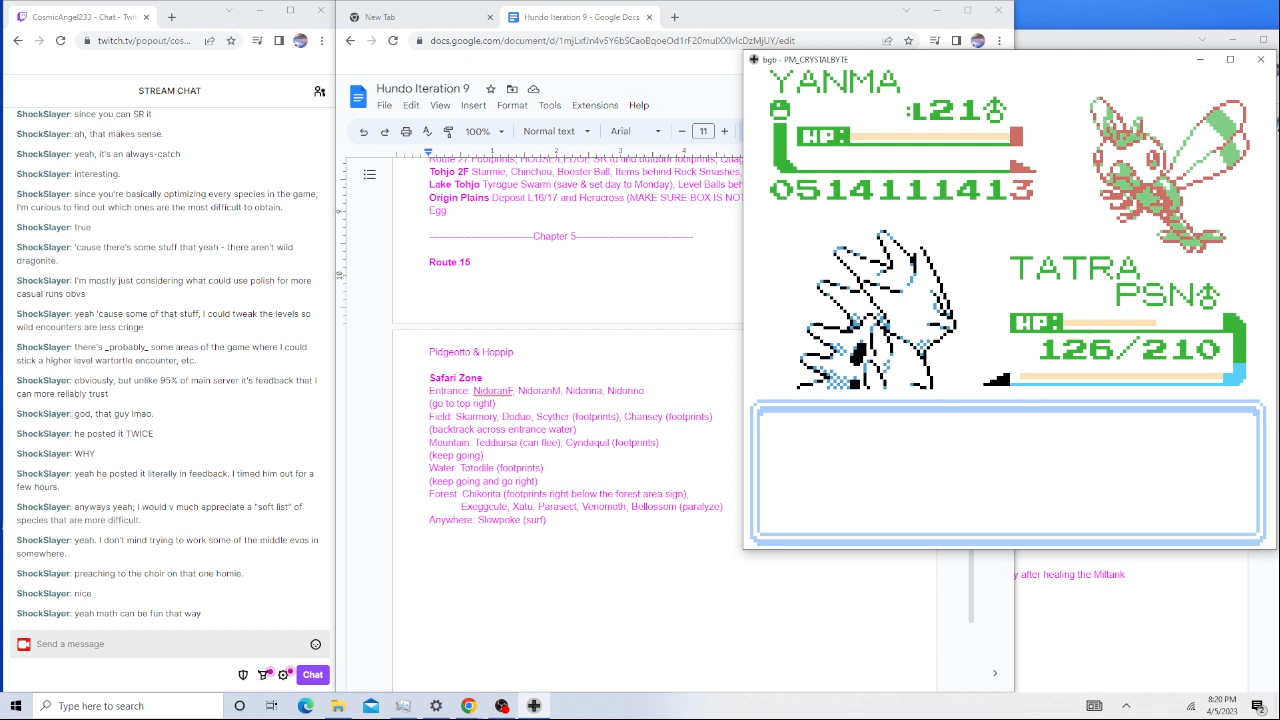 CosmicAngel233 - Chat - Twit
twitch.tv/popout/cos...
STREAM CHAT
ShockSlayer: since you can SR it
ShockSlayer: ah, that makes sense.
ShockSlayer: yeah, it's an always-catch
ShockSlayer: interesting.
ShockSlayer: since you're basically optimizing every species in the game,
I'm curious to find out which ones are the most difficult to obtain.
ShockSlayer: true
ShockSlayer: 'cause there's some stuff that yeah - there aren't wild
dragonite.
ShockSlayer: I'm mostly just considering what could use polish for more
casual runs obvs
ShockSlayer: yeah 'cause some of that stuff, I could tweak the levels so
wild encounters are less cringe
ShockSlayer: there's _probably_ some areas of the game where I could
stick a higher level wartortle encounter, etc.
ShockSlayer: obviously, but unlike 95% of main server it's feedback that I
can more reliably trust
ShockSlayer: god, that guy lmao.
ShockSlayer: he posted it TWICE
ShockSlayer: WHY
ShockSlayer: yeah he posted it literally in feedback. I timed him out for a
few hours.
ShockSlayer: anyways yeah; I would v much appreciate a "soft list" of
species that are more difficult.
ShockSlayer: yeah. I don't mind trying to work some of the middle evos in
somewhere.
ShockSlayer: preaching to the choir on that one homie.
ShockSlayer: nice
ShockSlayer: yeah math can be fun that way
Send a message
Chat
New Tab
Hundo Iteration 9 - Google Docs
Hundo Iteration 9
File Edit View Insert Format Tools Extensions Help
100% Normal text Arial 11
1 2 3 4
9
10
Tohjo 2F Starmie, Chinchou, Booster Ball, Items behind Rock Smashes,
Lake Tohjo Tyrogue Swarm (save & set day to Monday), Level Balls beh
Origin Plains Deposit L16/17 and Heracross (MAKE SURE BOX IS NOT
Egg
Chapter 5
Route 15
Pidgeotto & Hoppip
Safari Zone
Entrance: NidoranF, NidoranM, Nidorina, Nidorino
(go to top right)
Field: Skarmory, Doduo, Scyther (footprints), Chansey (footprints)
(backtrack across entrance water)
Mountain: Teddiursa (can flee), Cyndaquil (footprints)
(keep going)
Water: Totodile (footprints)
(keep going and go right)
Forest: Chikorita (footprints right below the forest area sign),
Exeggcute, Xatu, Parasect, Venomoth, Bellossom (paralyze)
Anywhere: Slowpoke (surf)
y after healing the Miltank
bgb - PM_CRYSTALBYTE
YANMA
:L21♂
HP:
0514111413
TATRA
PSN♂
HP:
126/210
Type here to search
8:20 PM
4/5/2023
2